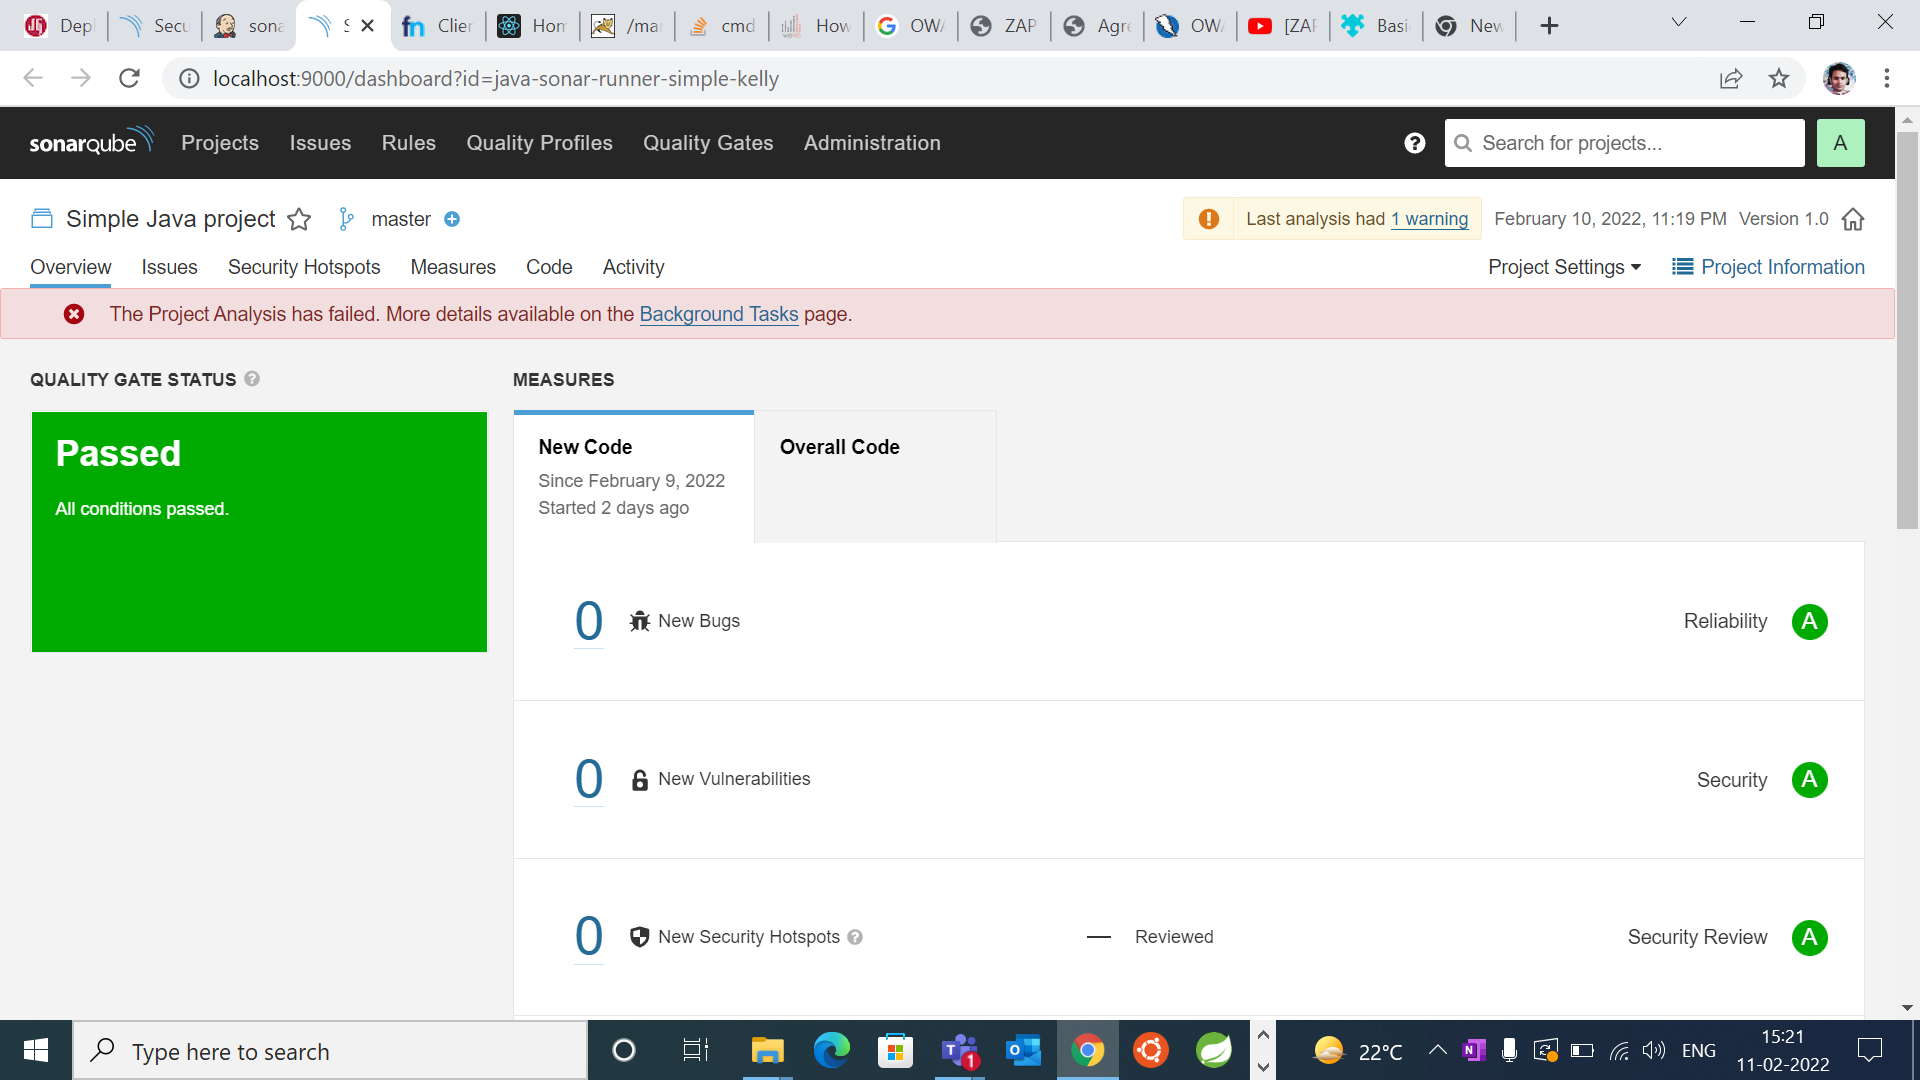 Dep
Secu
sona
S
Clier
Hom
/mar
cmd
How
OWA
ZAP
Agre
OWA
[ZAP
Basi
New
localhost:9000/dashboard?id=java-sonar-runner-simple-kelly
sonarqube Projects Issues Rules Quality Profiles Quality Gates Administration Search for projects... A
Simple Java project master Last analysis had 1 warning February 10, 2022, 11:19 PM Version 1.0
Overview Issues Security Hotspots Measures Code Activity Project Settings Project Information
The Project Analysis has failed. More details available on the Background Tasks page.
QUALITY GATE STATUS
Passed
All conditions passed.
MEASURES
New Code
Since February 9, 2022
Started 2 days ago
Overall Code
0 New Bugs Reliability A
0 New Vulnerabilities Security A
0 New Security Hotspots — Reviewed Security Review A
Type here to search
1
22°C
ENG
15:21
11-02-2022